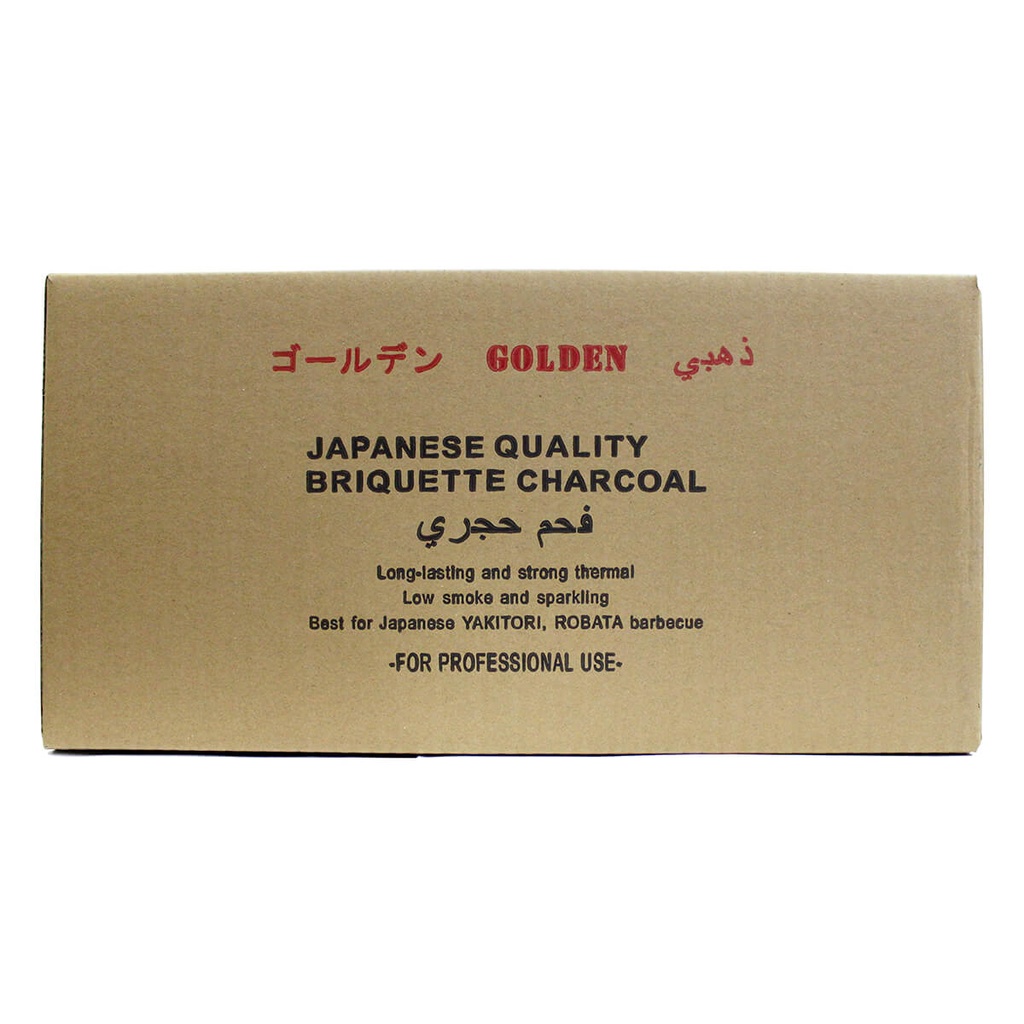 ゴールデン GOLDEN ذهبي
JAPANESE QUALITY
BRIQUETTE CHARCOAL
فحم حجري
Long-lasting and strong thermal
Low smoke and sparkling
Best for Japanese YAKITORI, ROBATA barbecue
-FOR PROFESSIONAL USE-